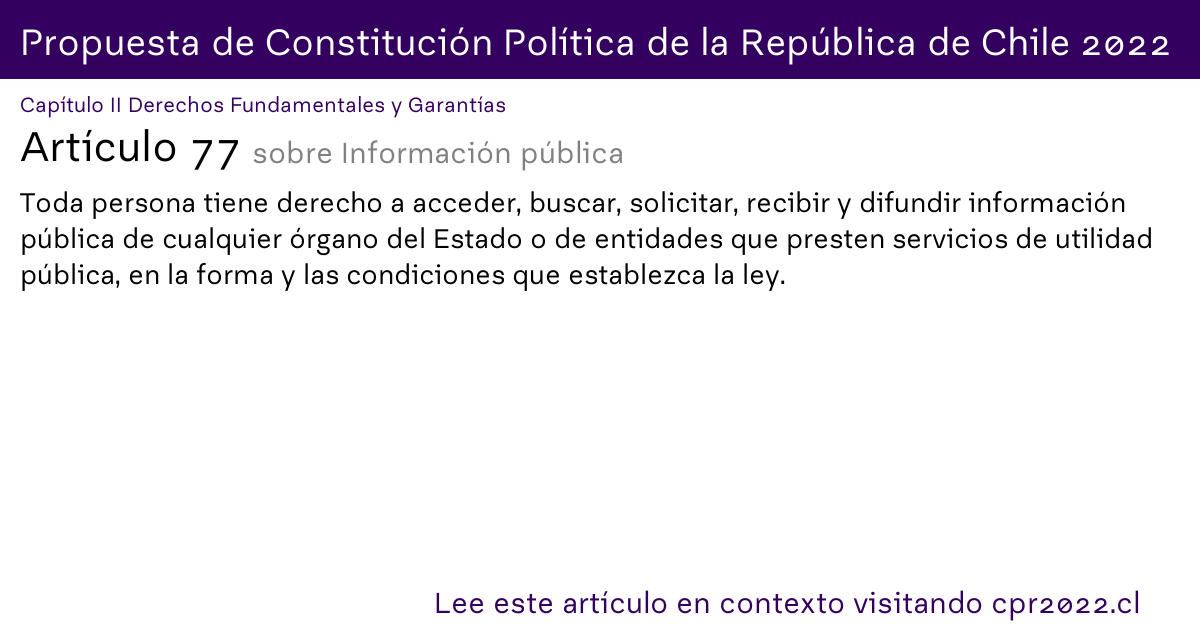 Propuesta de Constitución Política de la República de Chile 2022
Capítulo II Derechos Fundamentales y Garantías
Artículo 77 sobre Información pública
Toda persona tiene derecho a acceder, buscar, solicitar, recibir y difundir información
pública de cualquier órgano del Estado o de entidades que presten servicios de utilidad
pública, en la forma y las condiciones que establezca la ley.
Lee este artículo en contexto visitando cpr2022.cl